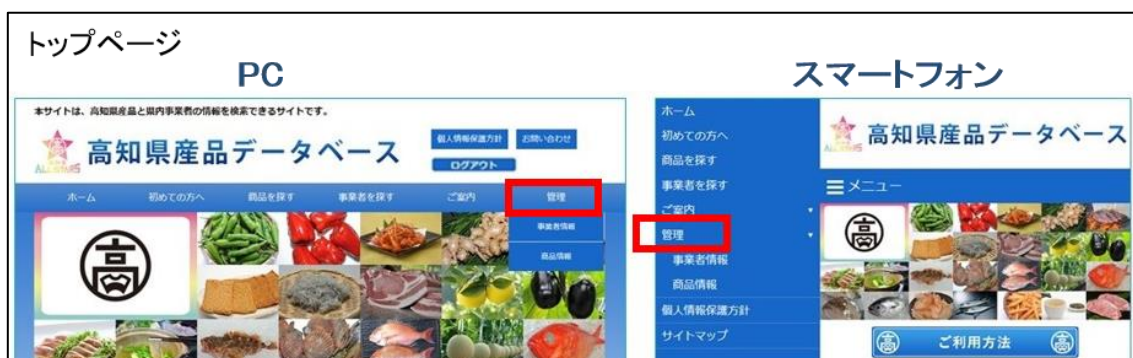 トップページ
PC
スマートフォン
本サイトは、高知県産品と県内事業者の情報を検索できるサイトです。
高知県産品データベース
個人情報保護方針
お問い合わせ
ログアウト
ホーム
初めての方へ
商品を探す
事業者を探す
ご案内
管理
事業者情報
商品情報
高
ホーム
初めての方へ
商品を探す
事業者を探す
ご案内
管理
事業者情報
商品情報
個人情報保護方針
サイトマップ
高知県産品データベース
メニュー
高
高
ご利用方法
高